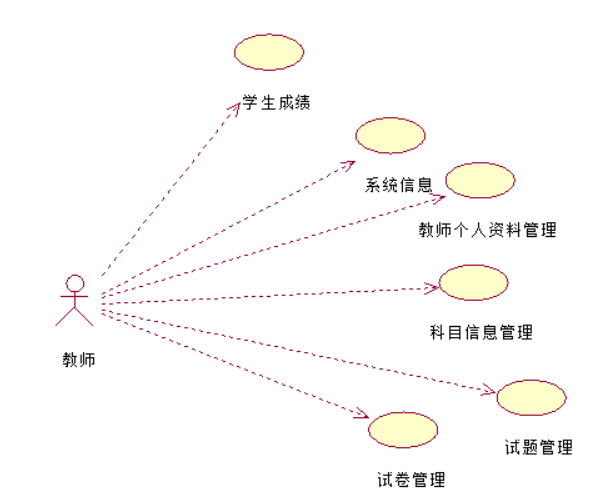 学生成绩
系统信息
教师个人资料管理
科目信息管理
教师
试题管理
试卷管理